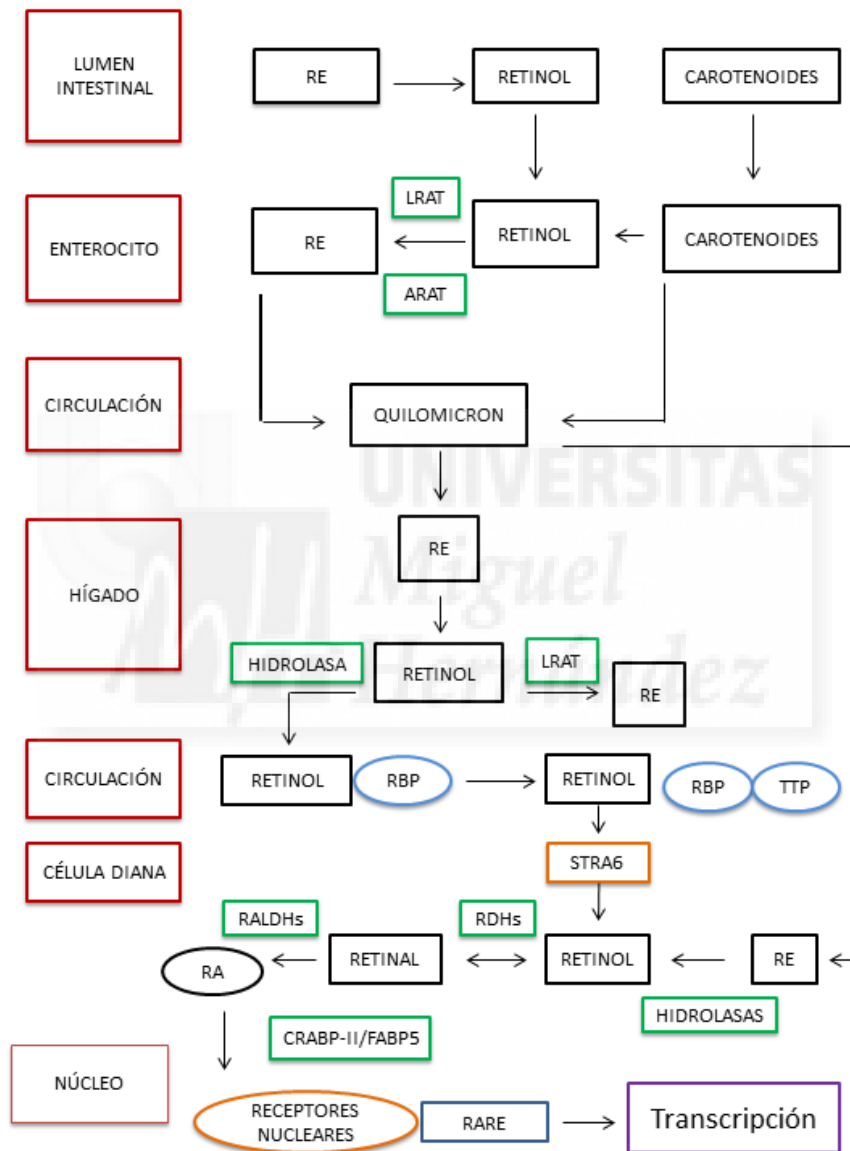 LUMEN
INTESTINAL
RE
RETINOL
CAROTENOIDES
LRAT
ENTEROCITO
RE
RETINOL
CAROTENOIDES
ARAT
CIRCULACIÓN
QUILOMICRON
UNIVERSITAS
Miguel
Hernández
HÍGADO
RE
HIDROLASA
RETINOL
LRAT
RE
CIRCULACIÓN
RETINOL
RBP
RETINOL
RBP
TTP
CÉLULA DIANA
STRA6
RALDHs
RDHs
RA
RETINAL
RETINOL
RE
HIDROLASAS
CRABP-II/FABP5
NÚCLEO
RECEPTORES
NUCLEARES
RARE
Transcripción